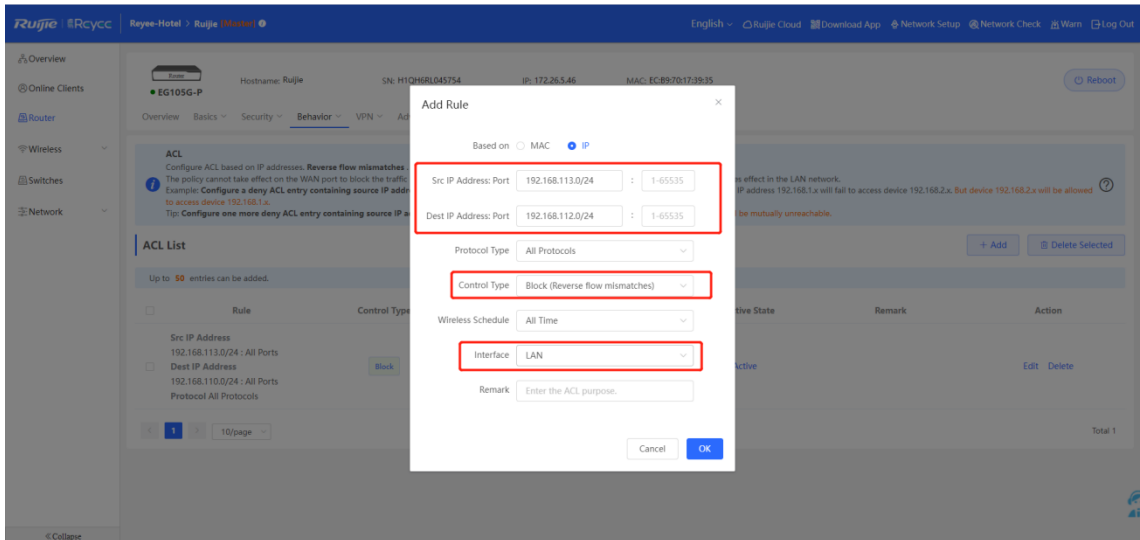 Ruijie Reyee Reyee-Hotel > Ruijie [Master] English Ruijie Cloud Download App Network Setup Network Check Warn Log Out
Overview
Online Clients
Router
Wireless
Switches
Network
Collapse
Router
EG105G-P
Hostname: Ruijie SN: H1QH6RL045754 IP: 172.26.5.46 MAC: EC:B9:70:17:39:35
Reboot
Overview Basics Security Behavior VPN Ad
ACL
Configure ACL based on IP addresses. Reverse flow mismatches
The policy cannot take effect on the WAN port to block the traffic
es effect in the LAN network.
Example: Configure a deny ACL entry containing source IP addr
IP address 192.168.1.x will fail to access device 192.168.2.x. But device 192.168.2.x will be allowed
to access device 192.168.1.x.
Tip: Configure one more deny ACL entry containing source IP a
be mutually unreachable.
ACL List
+ Add Delete Selected
Up to 50 entries can be added.
Rule Control Type tive State Remark Action
Src IP Address
192.168.113.0/24 : All Ports
Dest IP Address
192.168.110.0/24 : All Ports
Protocol All Protocols
Block Active Edit Delete
1 10/page Total 1
Add Rule
Based on MAC IP
Src IP Address: Port 192.168.113.0/24 : 1-65535
Dest IP Address: Port 192.168.112.0/24 : 1-65535
Protocol Type All Protocols
Control Type Block (Reverse flow mismatches)
Wireless Schedule All Time
Interface LAN
Remark Enter the ACL purpose.
Cancel OK